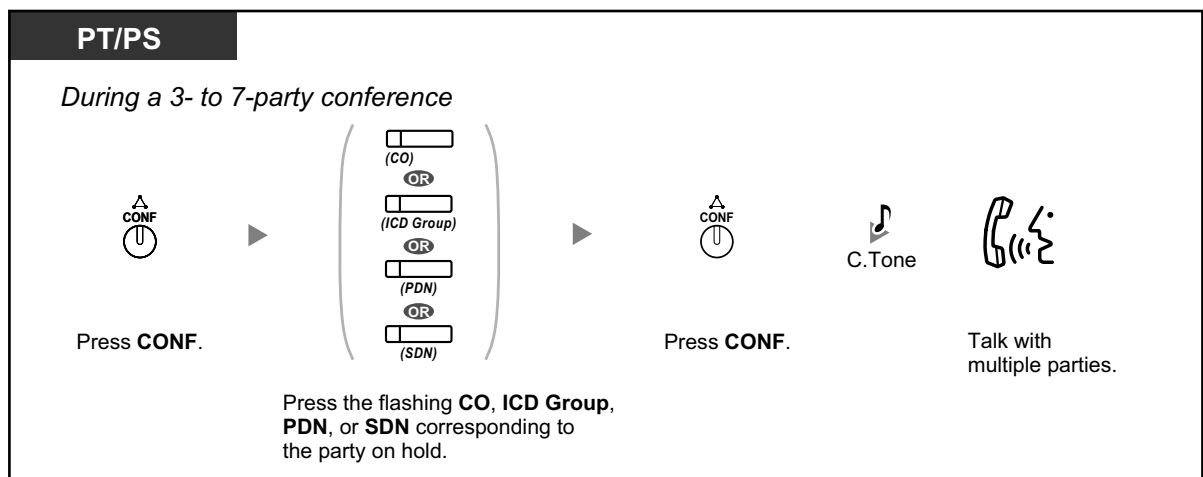 PT/PS
During a 3- to 7-party conference
CONF
Press CONF.
(CO)
OR
(ICD Group)
OR
(PDN)
OR
(SDN)
Press the flashing CO, ICD Group,
PDN, or SDN corresponding to
the party on hold.
CONF
Press CONF.
C.Tone
Talk with
multiple parties.